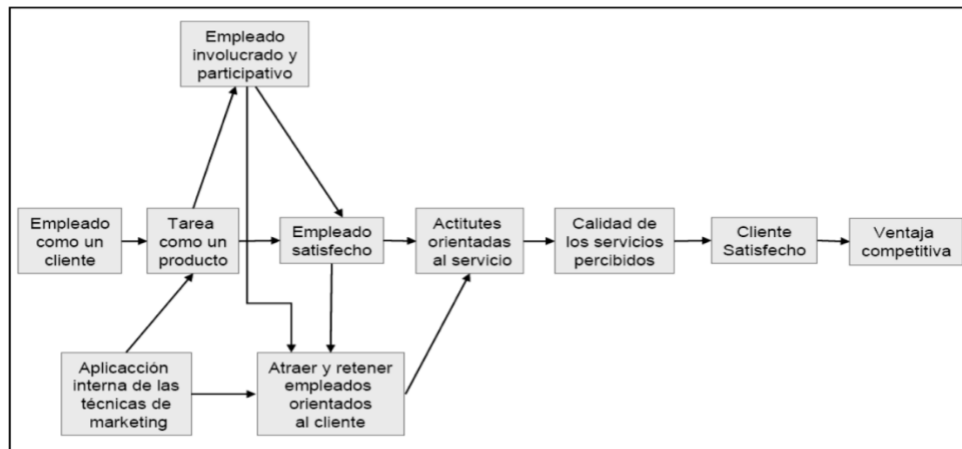 Empleado
involucrado y
participativo
Empleado
como un
cliente
Tarea
como un
producto
Empleado
satisfecho
Actitutes
orientadas
al servicio
Calidad de
los servicios
percibidos
Cliente
Satisfecho
Ventaja
competitiva
Aplicacción
interna de las
técnicas de
marketing
Atraer y retener
empleados
orientados
al cliente